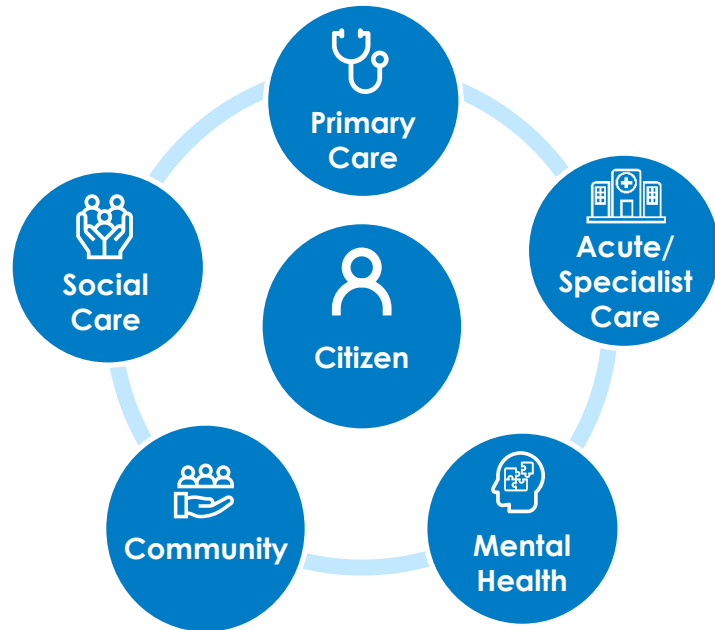 Primary
Care
Acute/
Specialist
Care
Mental
Health
Community
Social
Care
Citizen